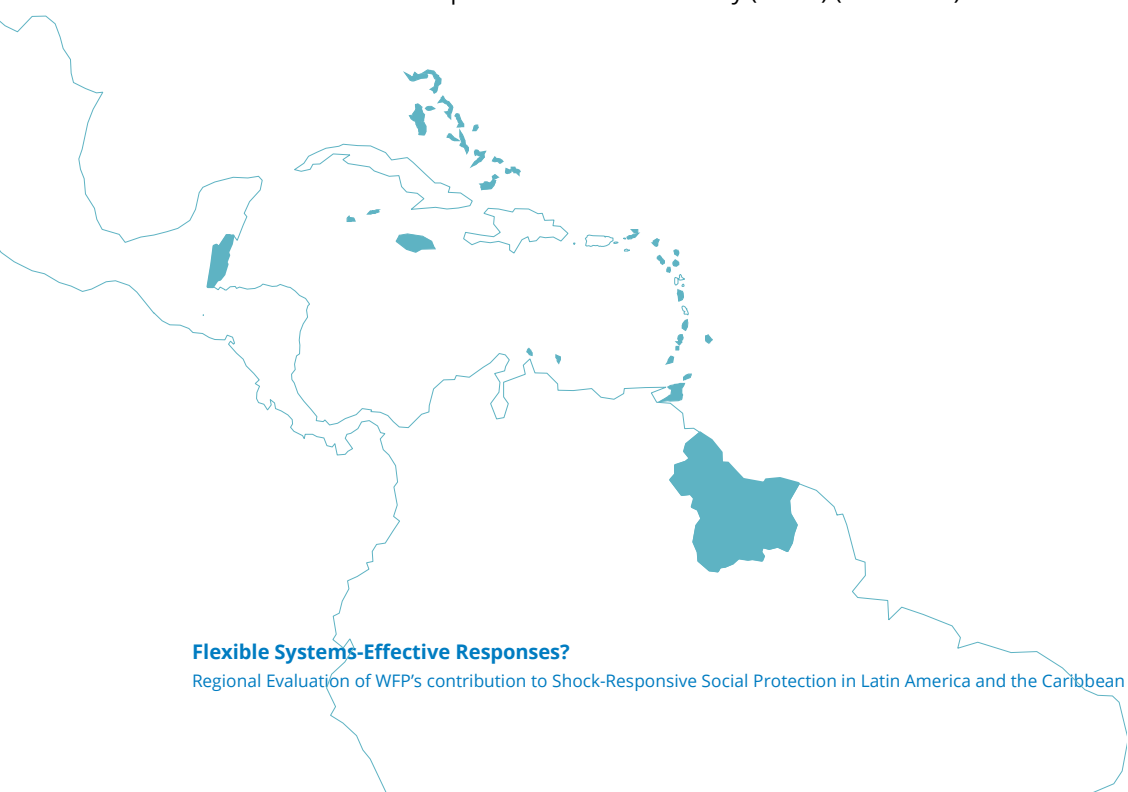 Flexible Systems-Effective Responses?
Regional Evaluation of WFP’s contribution to Shock-Responsive Social Protection in Latin America and the Caribbean